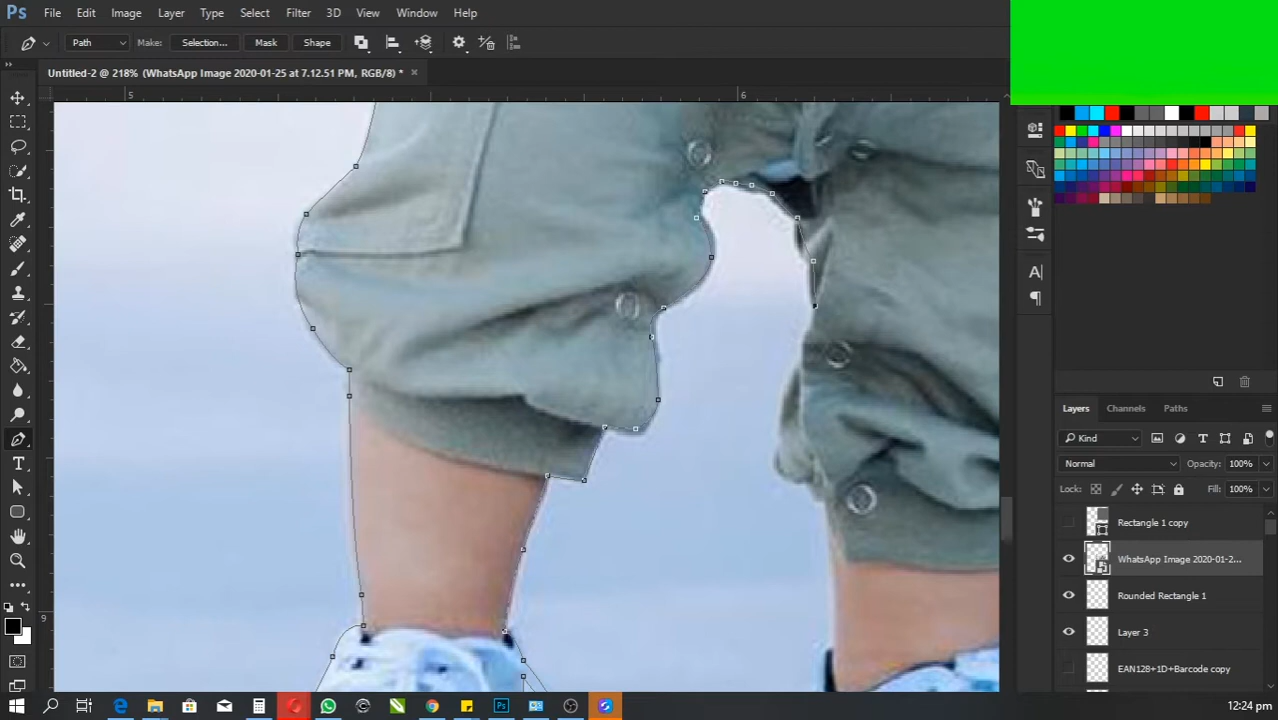 Ps File Edit Image Layer Type Select Filter 3D View Window Help
Path Make: Selection... Mask Shape
Untitled-2 @ 218% (WhatsApp Image 2020-01-25 at 7.12.51 PM, RGB/8) * ×
5 6
9
A
Layers Channels Paths
Kind
Normal Opacity: 100%
Lock: Fill: 100%
Rectangle 1 copy
WhatsApp Image 2020-01-2...
Rounded Rectangle 1
Layer 3
EAN128+1D+Barcode copy
12:24 pm